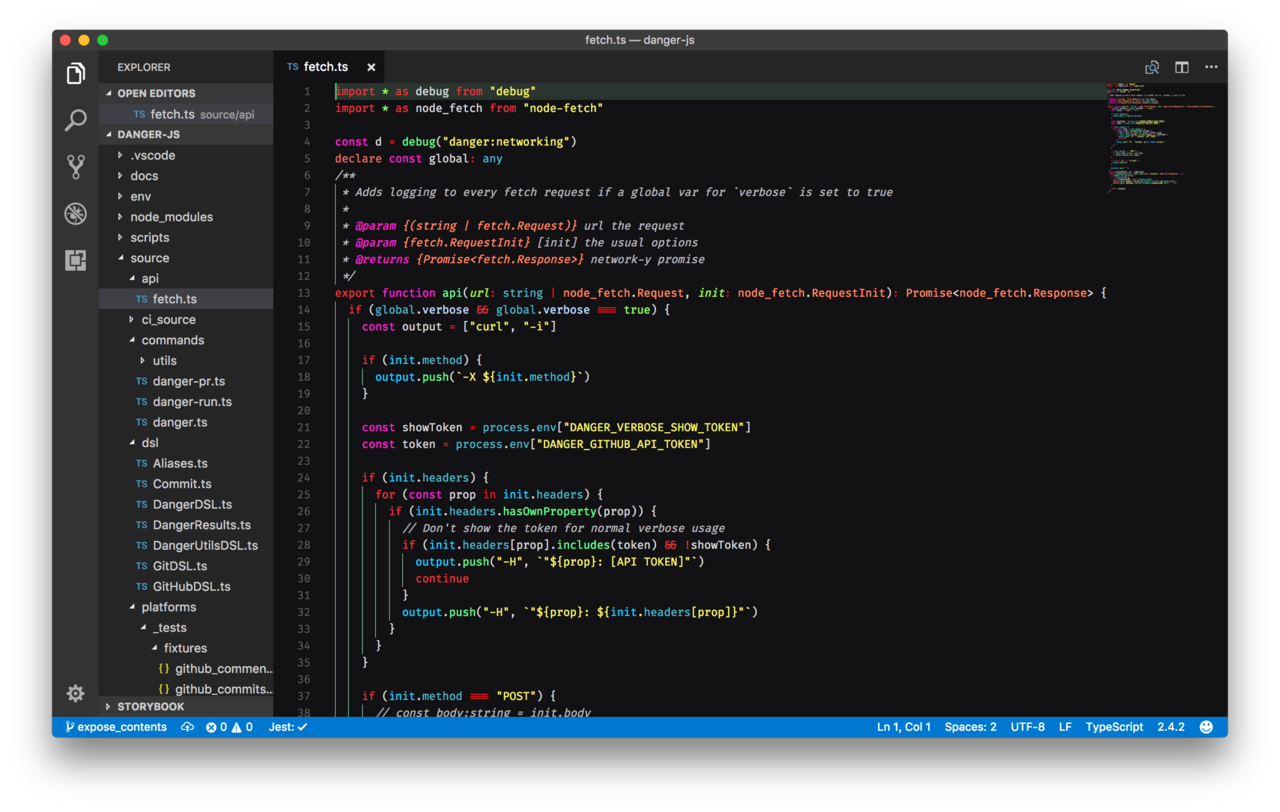 fetch.ts — danger-js
EXPLORER
OPEN EDITORS
TS fetch.ts source/api
DANGER-JS
.vscode
docs
env
node_modules
scripts
source
api
TS fetch.ts
ci_source
commands
utils
TS danger-pr.ts
TS danger-run.ts
TS danger.ts
dsl
TS Aliases.ts
TS Commit.ts
TS DangerDSL.ts
TS DangerResults.ts
TS DangerUtilsDSL.ts
TS GitDSL.ts
TS GitHubDSL.ts
platforms
_tests
fixtures
{} github_commen...
{} github_commits...
STORYBOOK
TS fetch.ts ×
1 import * as debug from "debug"
2 import * as node_fetch from "node-fetch"
3
4 const d = debug("danger:networking")
5 declare const global: any
6 /**
7 * Adds logging to every fetch request if a global var for `verbose` is set to true
8 *
9 * @param {(string | fetch.Request)} url the request
10 * @param {fetch.RequestInit} [init] the usual options
11 * @returns {Promise<fetch.Response>} network-y promise
12 */
13 export function api(url: string | node_fetch.Request, init: node_fetch.RequestInit): Promise<node_fetch.Response> {
14 if (global.verbose && global.verbose === true) {
15 const output = ["curl", "-i"]
16
17 if (init.method) {
18 output.push(`-X ${init.method}`)
19 }
20
21 const showToken = process.env["DANGER_VERBOSE_SHOW_TOKEN"]
22 const token = process.env["DANGER_GITHUB_API_TOKEN"]
23
24 if (init.headers) {
25 for (const prop in init.headers) {
26 if (init.headers.hasOwnProperty(prop)) {
27 // Don't show the token for normal verbose usage
28 if (init.headers[prop].includes(token) && !showToken) {
29 output.push("-H", `"${prop}: [API TOKEN]"`)
30 continue
31 }
32 output.push("-H", `"${prop}: ${init.headers[prop]}"`)
33 }
34 }
35 }
36
37 if (init.method === "POST") {
38 // const body:string = init.body
expose_contents 0 0 Jest: ✓ Ln 1, Col 1 Spaces: 2 UTF-8 LF TypeScript 2.4.2